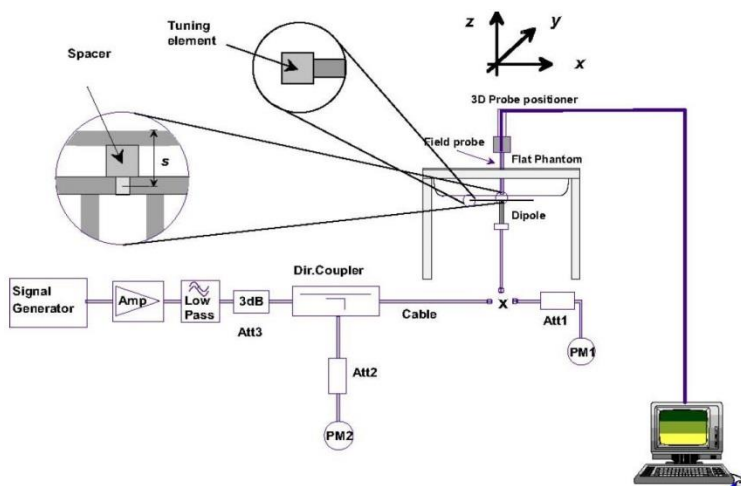 Tuning
element
Spacer
s
z
y
x
3D Probe positioner
Field probe
Flat Phantom
Dipole
Signal
Generator
Amp
Low
Pass
3dB
Att3
Dir.Coupler
Cable
x
Att1
PM1
Att2
PM2